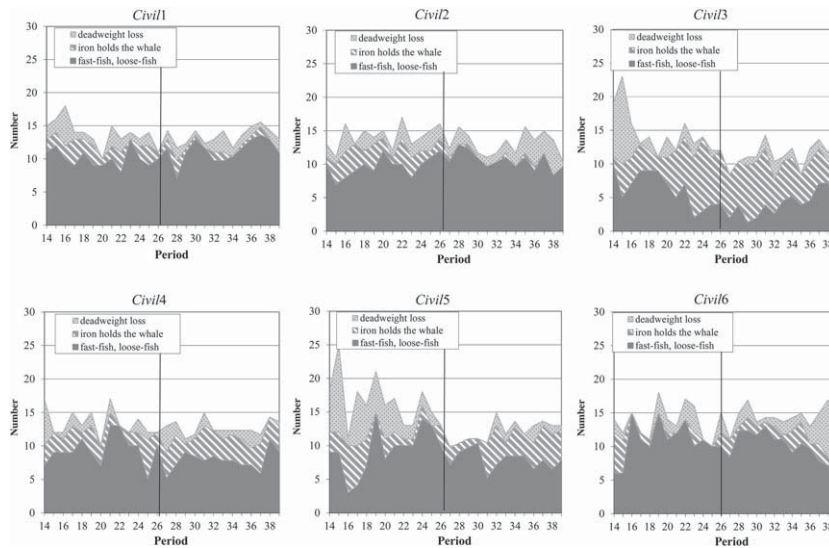 Civil1
30
25
20
15
10
5
0
Number
deadweight loss
iron holds the whale
fast-fish, loose-fish
14 16 18 20 22 24 26 28 30 32 34 36 38
Period
Civil2
30
25
20
15
10
5
0
Number
deadweight loss
iron holds the whale
fast-fish, loose-fish
14 16 18 20 22 24 26 28 30 32 34 36 38
Period
Civil3
30
25
20
15
10
5
0
Number
deadweight loss
iron holds the whale
fast-fish, loose-fish
14 16 18 20 22 24 26 28 30 32 34 36 38
Period
Civil4
30
25
20
15
10
5
0
Number
deadweight loss
iron holds the whale
fast-fish, loose-fish
14 16 18 20 22 24 26 28 30 32 34 36 38
Period
Civil5
30
25
20
15
10
5
0
Number
deadweight loss
iron holds the whale
fast-fish, loose-fish
14 16 18 20 22 24 26 28 30 32 34 36 38
Period
Civil6
30
25
20
15
10
5
0
Number
deadweight loss
iron holds the whale
fast-fish, loose-fish
14 16 18 20 22 24 26 28 30 32 34 36 38
Period